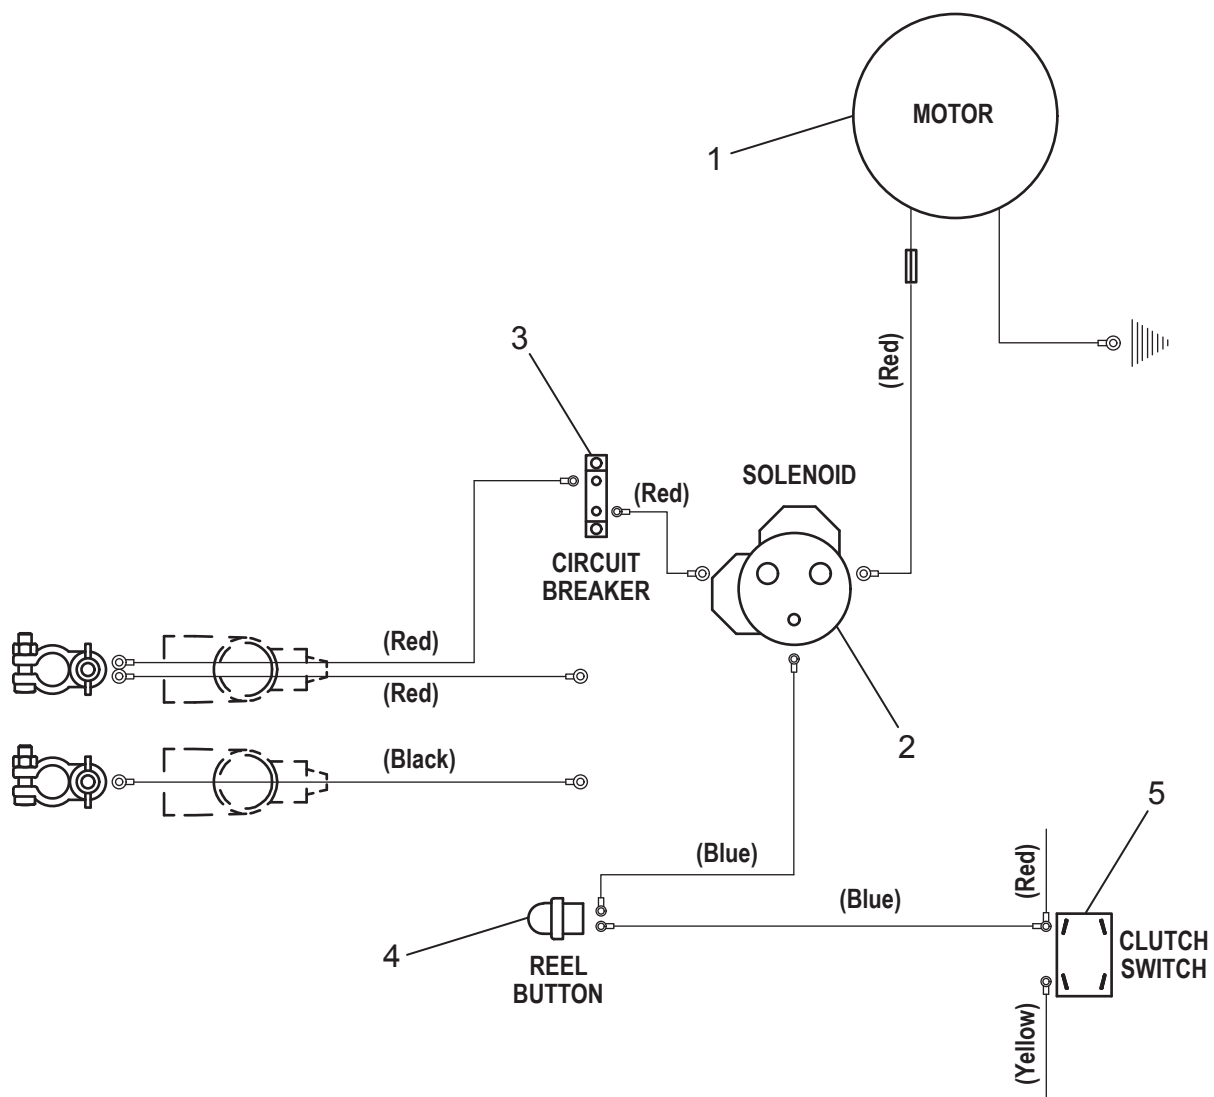 MOTOR
1
3
(Red)
SOLENOID
(Red)
CIRCUIT
BREAKER
(Red)
(Red)
2
(Black)
5
(Blue)
(Red)
(Blue)
4
REEL
BUTTON
CLUTCH
SWITCH
(Yellow)